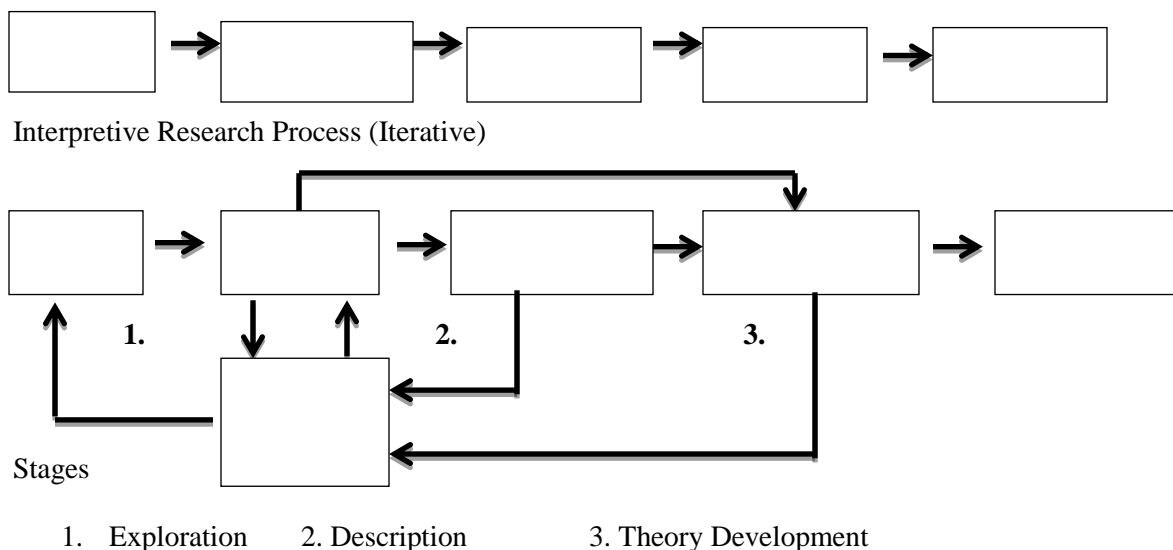 Interpretive Research Process (Iterative)
1. 2. 3.
Stages
1. Exploration 2. Description 3. Theory Development